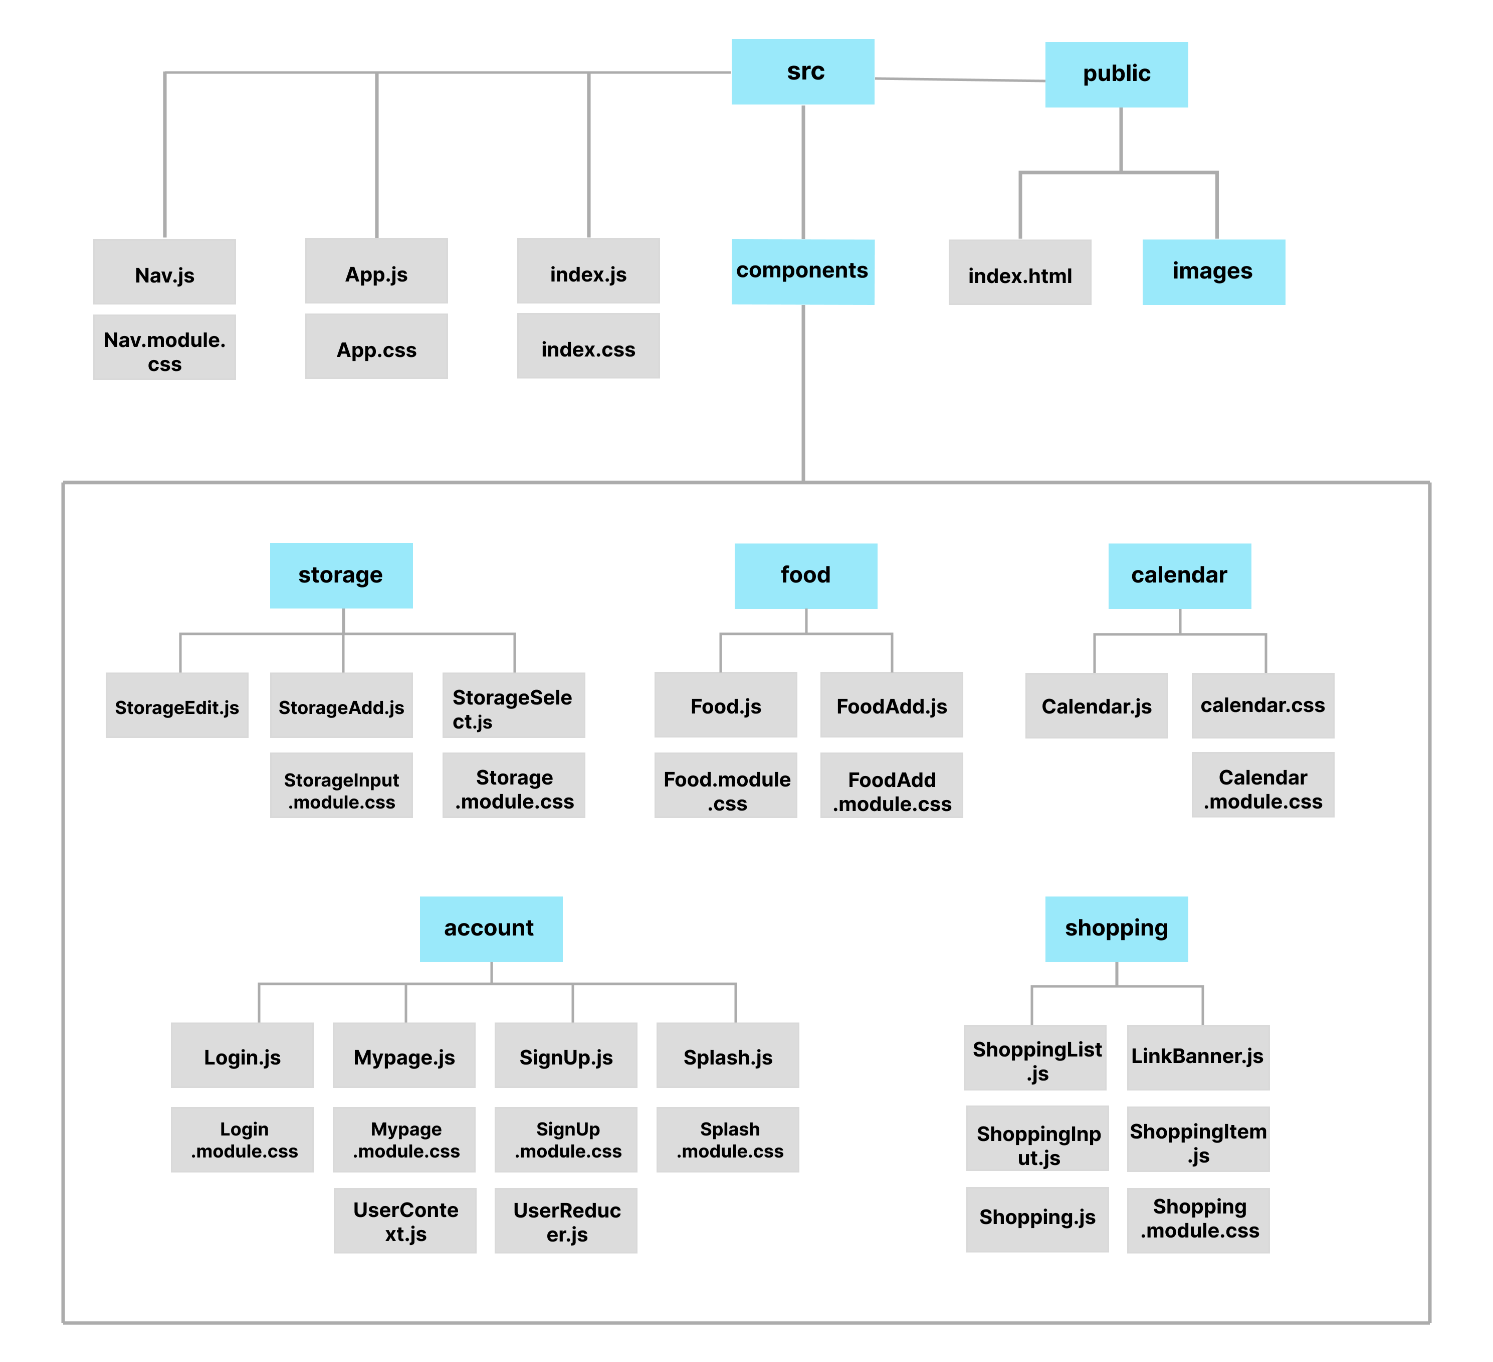 src
public
Nav.js
App.js
index.js
components
index.html
images
Nav.module.
css
App.css
index.css
storage
food
calendar
StorageEdit.js
StorageAdd.js
StorageSele
ct.js
Food.js
FoodAdd.js
Calendar.js
calendar.css
StorageInput
.module.css
Storage
.module.css
Food.module
.css
FoodAdd
.module.css
Calendar
.module.css
account
shopping
Login.js
Mypage.js
SignUp.js
Splash.js
ShoppingList
.js
LinkBanner.js
Login
.module.css
Mypage
.module.css
SignUp
.module.css
Splash
.module.css
ShoppingInp
ut.js
ShoppingItem
.js
UserConte
xt.js
UserReduc
er.js
Shopping.js
Shopping
.module.css